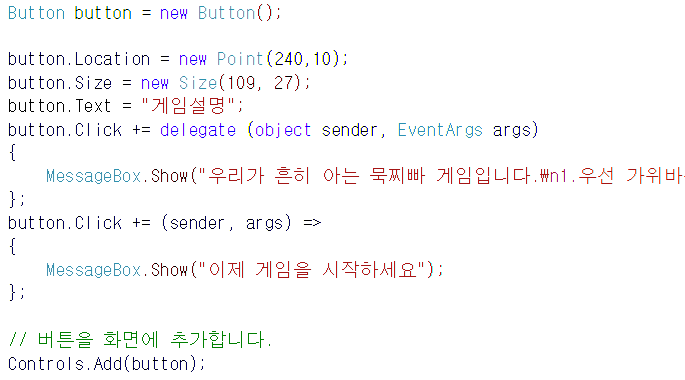 Button button = new Button();
button.Location = new Point(240,10);
button.Size = new Size(109, 27);
button.Text = "게임설명";
button.Click += delegate (object sender, EventArgs args)
{
MessageBox.Show("우리가 흔히 아는 묵찌빠 게임입니다.₩n1.우선 가위바
};
button.Click += (sender, args) =>
{
MessageBox.Show("이제 게임을 시작하세요");
};
// 버튼을 화면에 추가합니다.
Controls.Add(button);